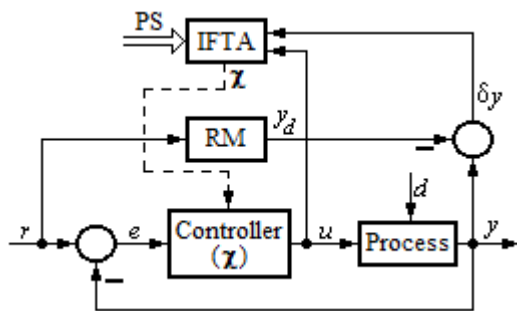 PS
IFTA
χ
δy
RM
y_d
d
r
e
Controller
(χ)
u
Process
y